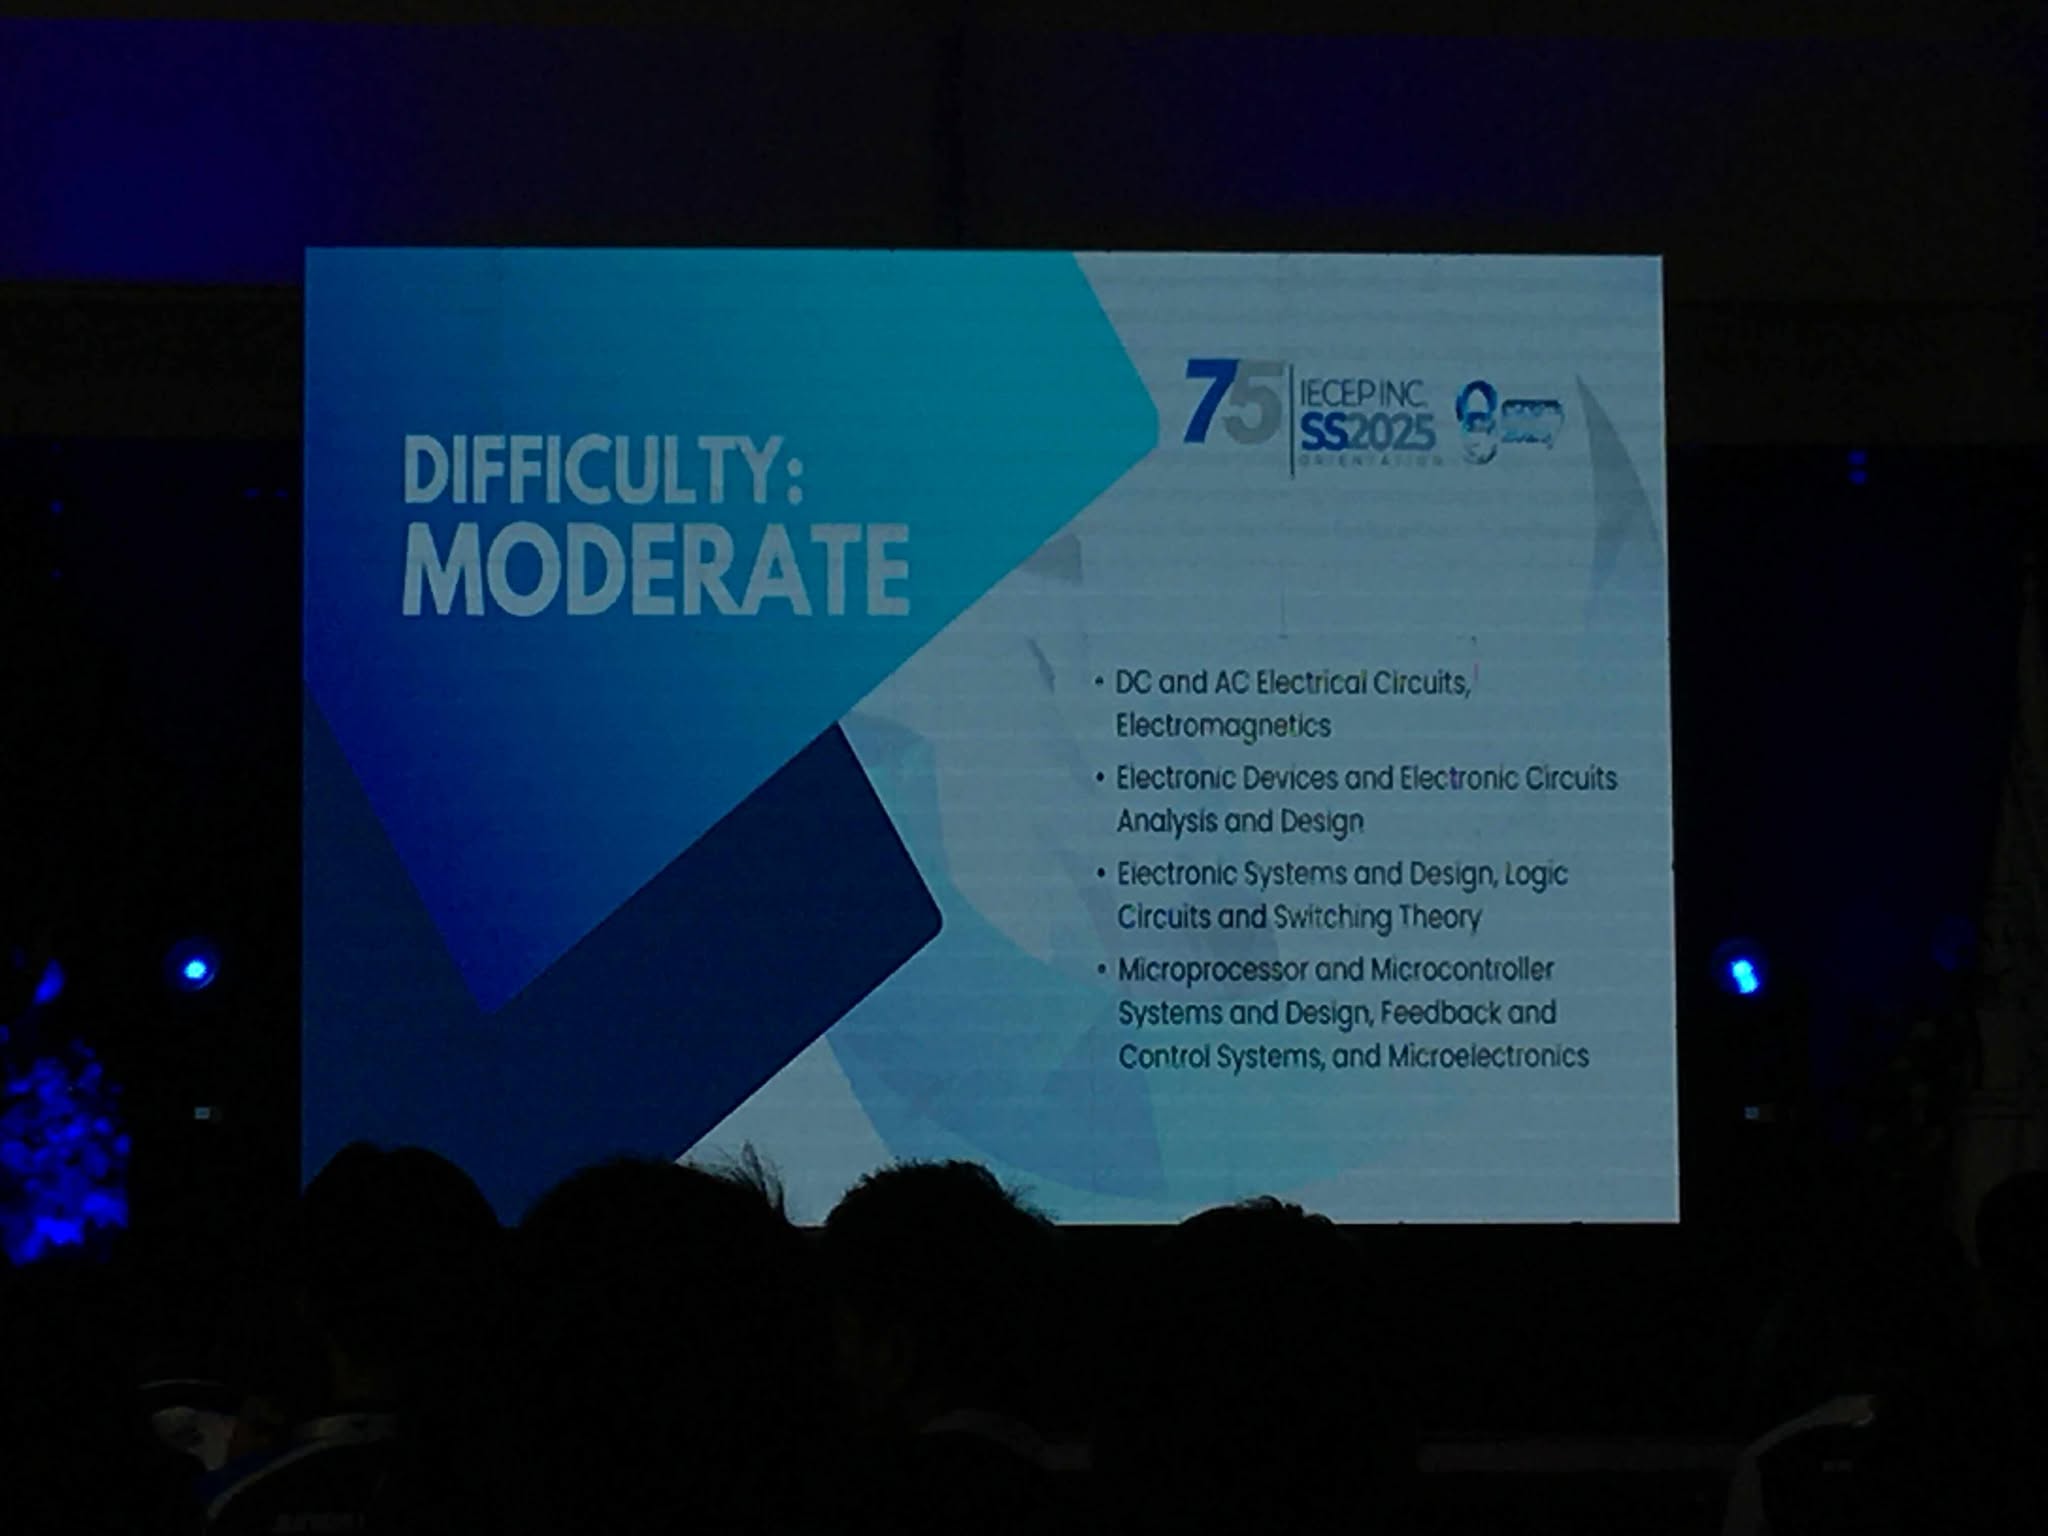 DIFFICULTY:
MODERATE
75
IECEP INC.
SS2025
ORIENTATION
• DC and AC Electrical Circuits,
Electromagnetics
• Electronic Devices and Electronic Circuits
Analysis and Design
• Electronic Systems and Design, Logic
Circuits and Switching Theory
• Microprocessor and Microcontroller
Systems and Design, Feedback and
Control Systems, and Microelectronics